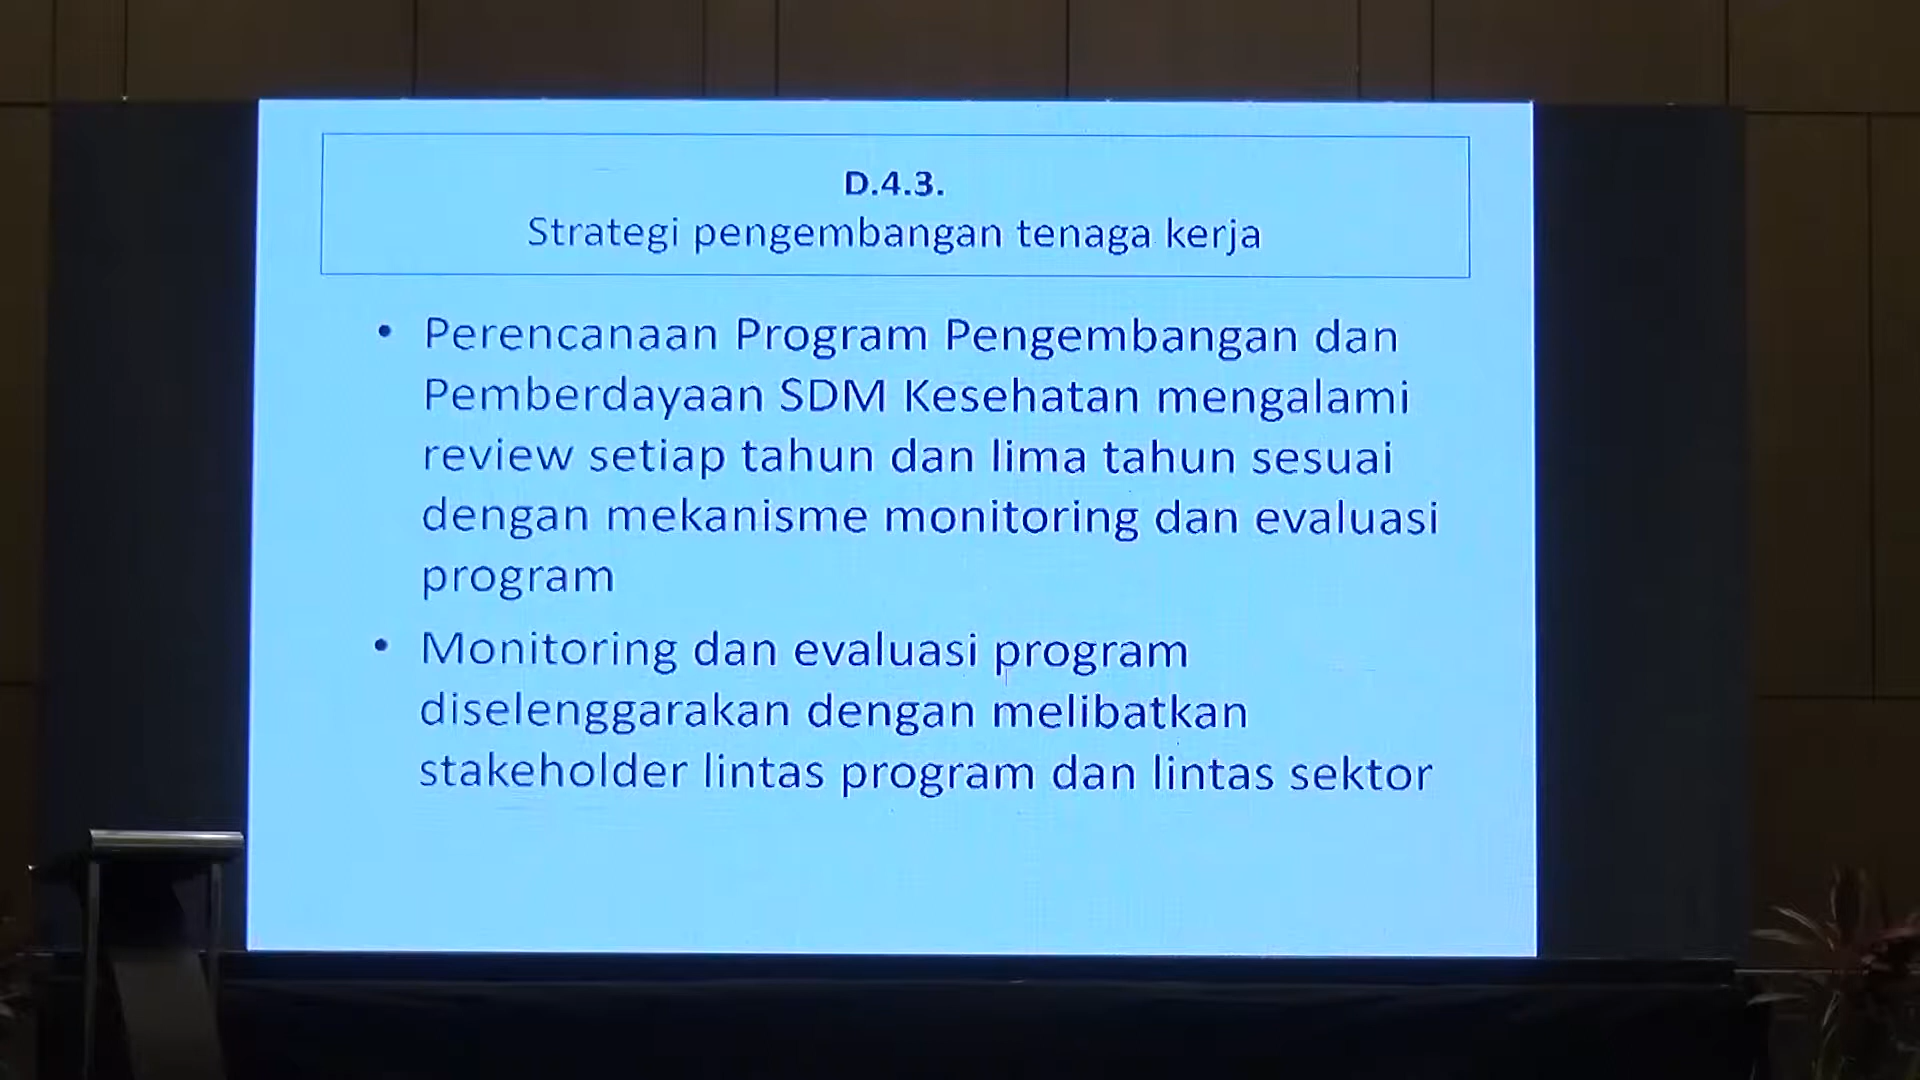 D.4.3.
Strategi pengembangan tenaga kerja
• Perencanaan Program Pengembangan dan
Pemberdayaan SDM Kesehatan mengalami
review setiap tahun dan lima tahun sesuai
dengan mekanisme monitoring dan evaluasi
program
• Monitoring dan evaluasi program
diselenggarakan dengan melibatkan
stakeholder lintas program dan lintas sektor